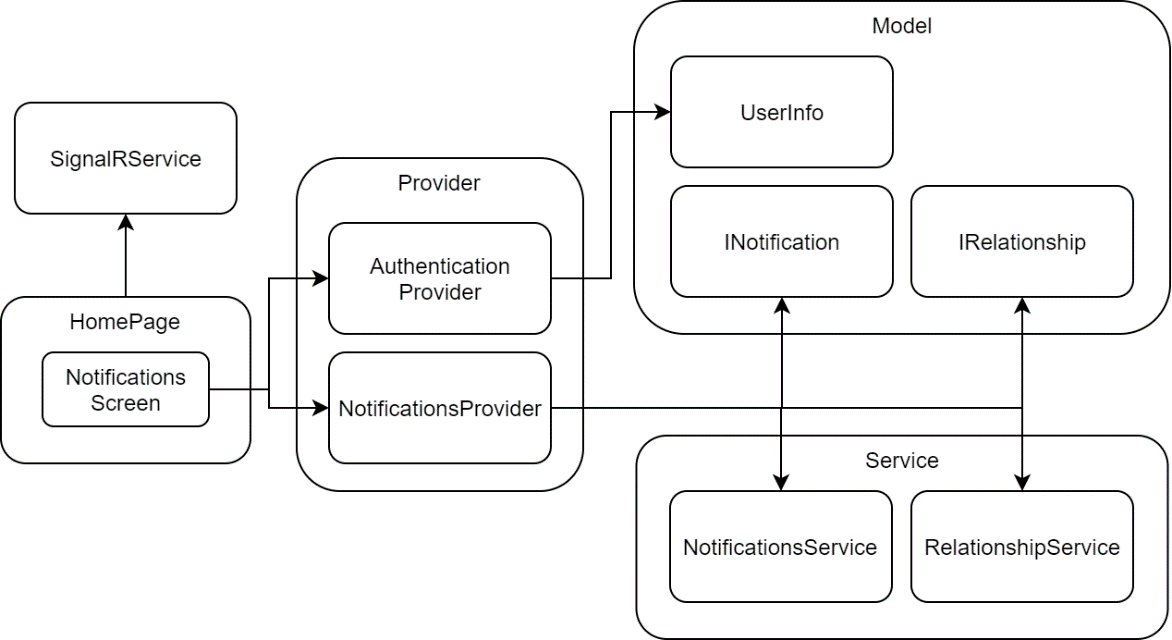 Model
UserInfo
SignalRService
Provider
INotification
IRelationship
Authentication
Provider
HomePage
Notifications
Screen
NotificationsProvider
Service
NotificationsService
RelationshipService